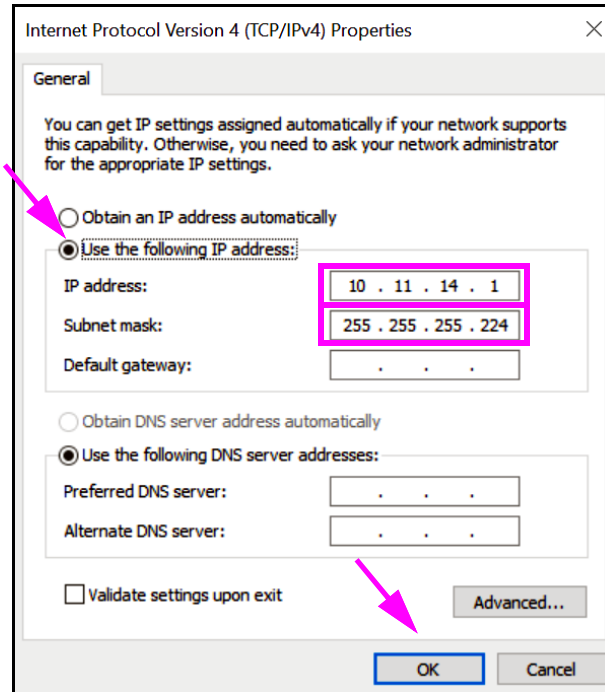 Internet Protocol Version 4 (TCP/IPv4) Properties
General
You can get IP settings assigned automatically if your network supports
this capability. Otherwise, you need to ask your network administrator
for the appropriate IP settings.
Obtain an IP address automatically
Use the following IP address:
IP address: 10 . 11 . 14 . 1
Subnet mask: 255 . 255 . 255 . 224
Default gateway: . . .
Obtain DNS server address automatically
Use the following DNS server addresses:
Preferred DNS server: . . .
Alternate DNS server: . . .
Validate settings upon exit
Advanced...
OK Cancel